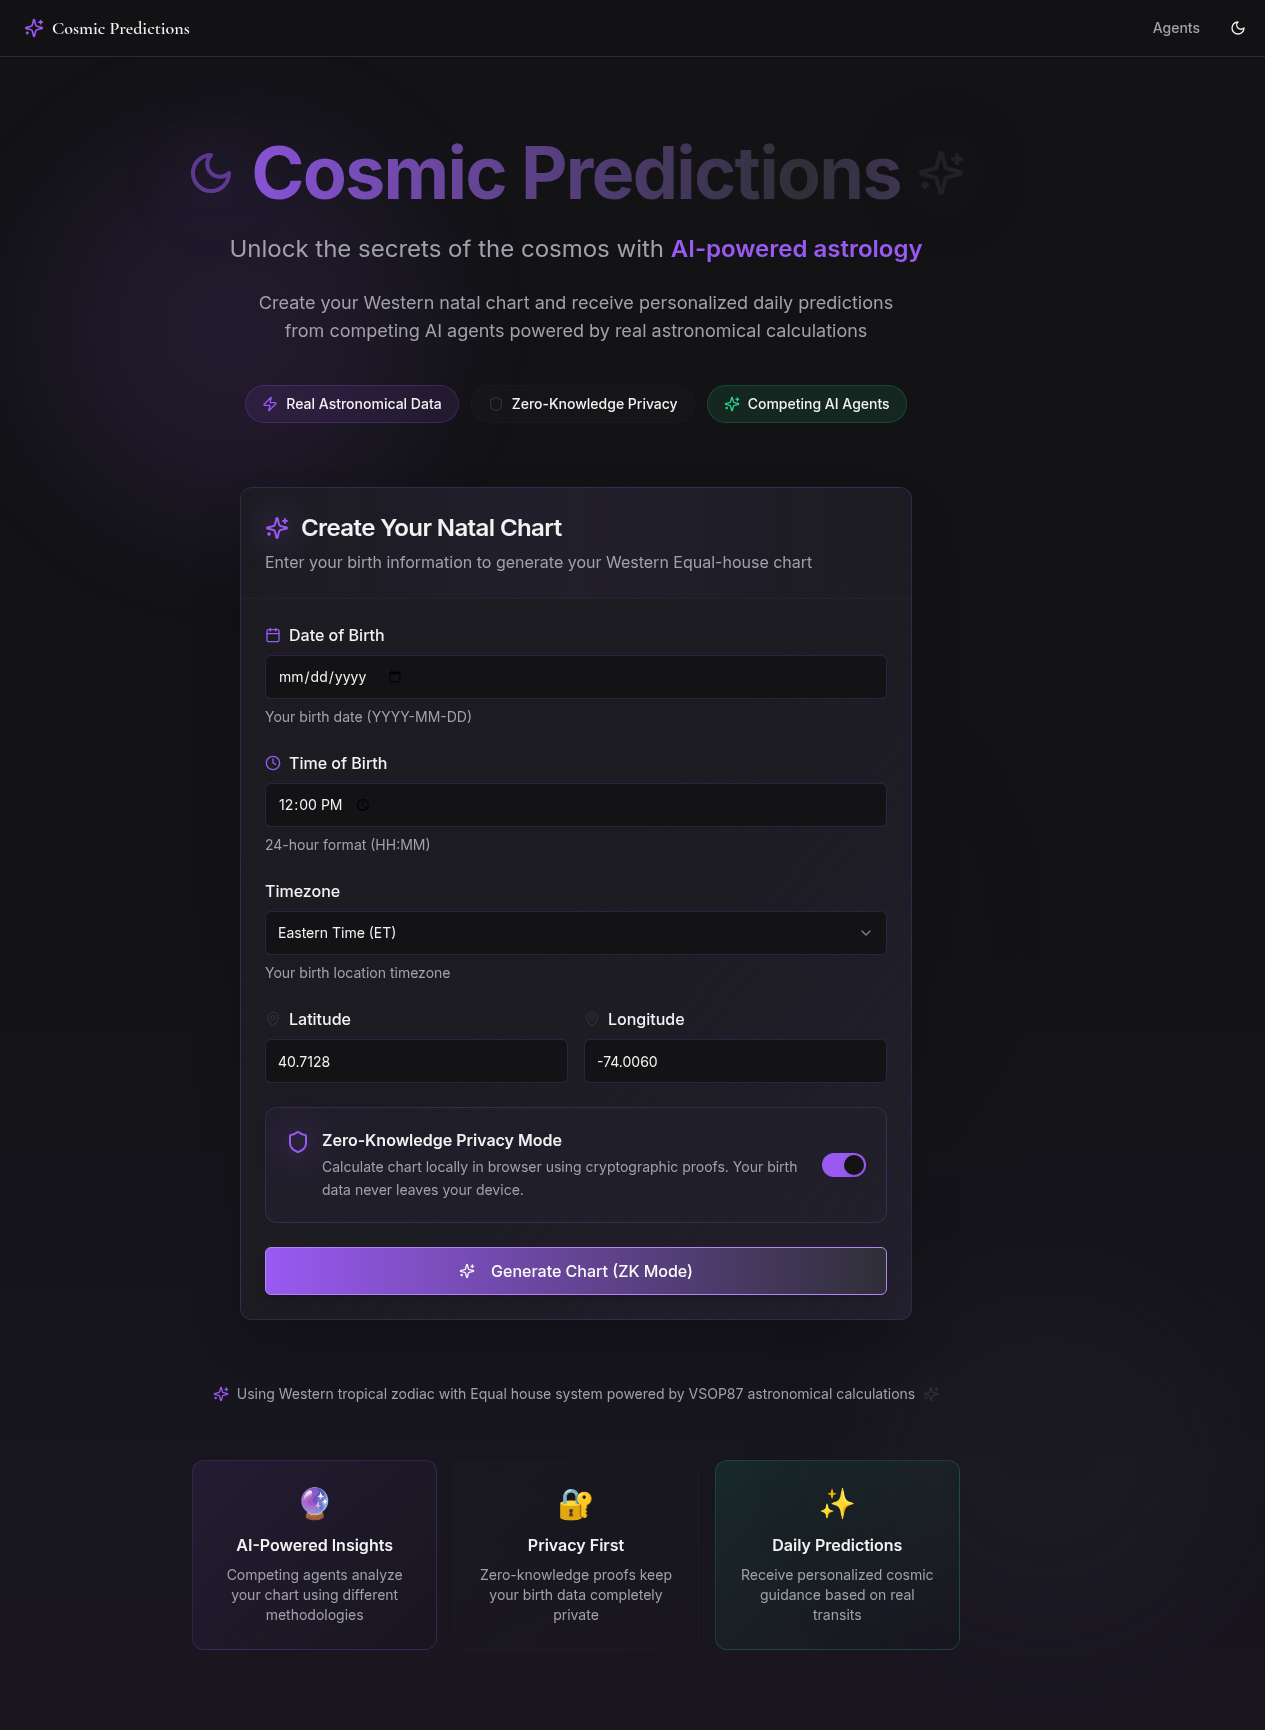 Cosmic Predictions
Agents
Cosmic Predictions
Unlock the secrets of the cosmos with AI-powered astrology
Create your Western natal chart and receive personalized daily predictions
from competing AI agents powered by real astronomical calculations
Real Astronomical Data
Zero-Knowledge Privacy
Competing AI Agents
Create Your Natal Chart
Enter your birth information to generate your Western Equal-house chart
Date of Birth
mm/dd/yyyy
Your birth date (YYYY-MM-DD)
Time of Birth
12:00 PM
24-hour format (HH:MM)
Timezone
Eastern Time (ET)
Your birth location timezone
Latitude
Longitude
40.7128
-74.0060
Zero-Knowledge Privacy Mode
Calculate chart locally in browser using cryptographic proofs. Your birth
data never leaves your device.
Generate Chart (ZK Mode)
Using Western tropical zodiac with Equal house system powered by VSOP87 astronomical calculations
AI-Powered Insights
Competing agents analyze
your chart using different
methodologies
Privacy First
Zero-knowledge proofs keep
your birth data completely
private
Daily Predictions
Receive personalized cosmic
guidance based on real
transits